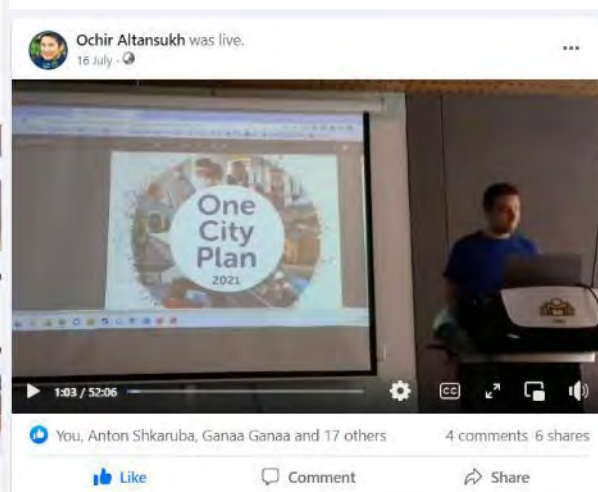 Ochir Altansukh was live.
16 July
One
City
Plan
2021
1:03 / 52:06
CC
You, Anton Shkaruba, Ganaa Ganaa and 17 others
4 comments 6 shares
Like
Comment
Share